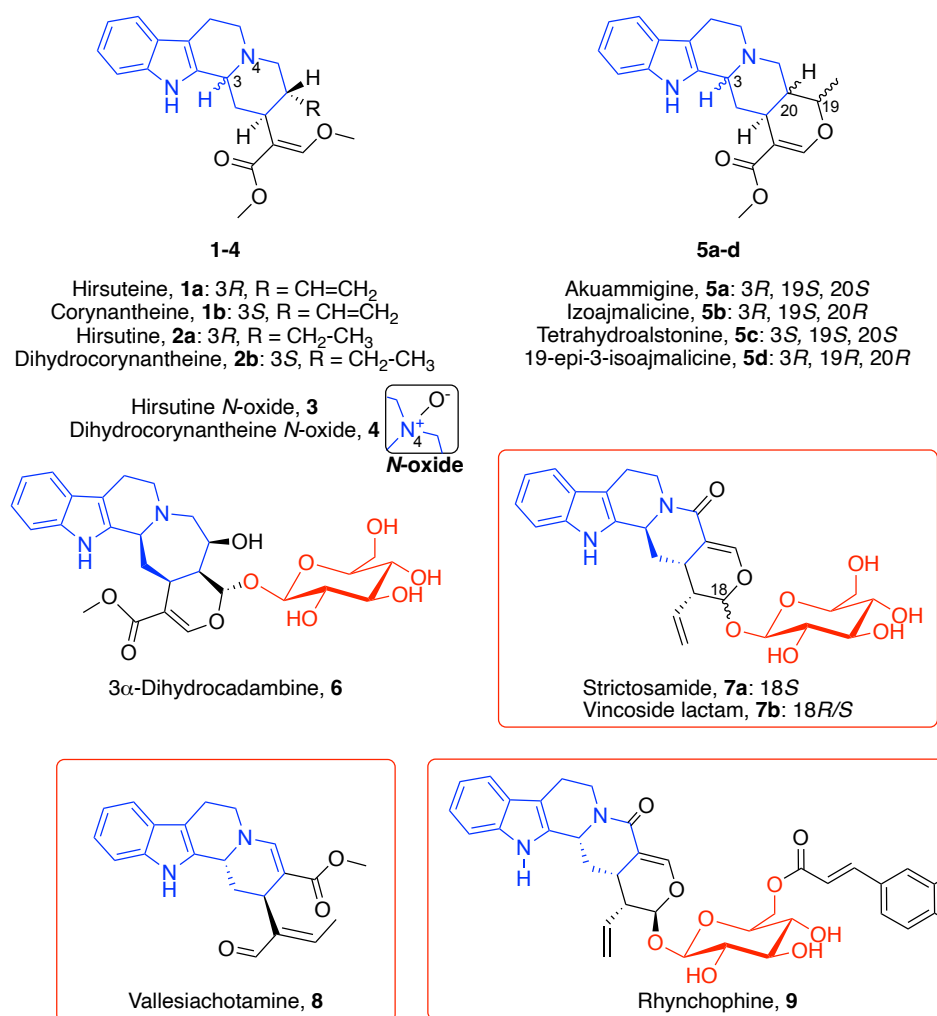 N
4
3
NH
H
H
R
H
O
O
O
1-4
Hirsuteine, 1a: 3R, R = CH=CH₂
Corynantheine, 1b: 3S, R = CH=CH₂
Hirsutine, 2a: 3R, R = CH₂-CH₃
Dihydrocorynantheine, 2b: 3S, R = CH₂-CH₃
Hirsutine N-oxide, 3
Dihydrocorynantheine N-oxide, 4
O⁻
N⁺
4
N-oxide
N
3
NH
H
H
20
19
H
O
O
O
5a-d
Akuammigine, 5a: 3R, 19S, 20S
Izoajmalicine, 5b: 3R, 19S, 20R
Tetrahydroalstonine, 5c: 3S, 19S, 20S
19-epi-3-isoajmalicine, 5d: 3R, 19R, 20R
N
NH
OH
O
O
O
O
O
OH
OH
OH
HO
3α-Dihydrocadambine, 6
N
O
NH
18
O
O
O
HO
OH
OH
HO
Strictosamide, 7a: 18S
Vincoside lactam, 7b: 18R/S
N
NH
O
O
O
Vallesiachotamine, 8
N
O
N
H
O
O
O
O
O
OH
OH
HO
Rhynchophine, 9